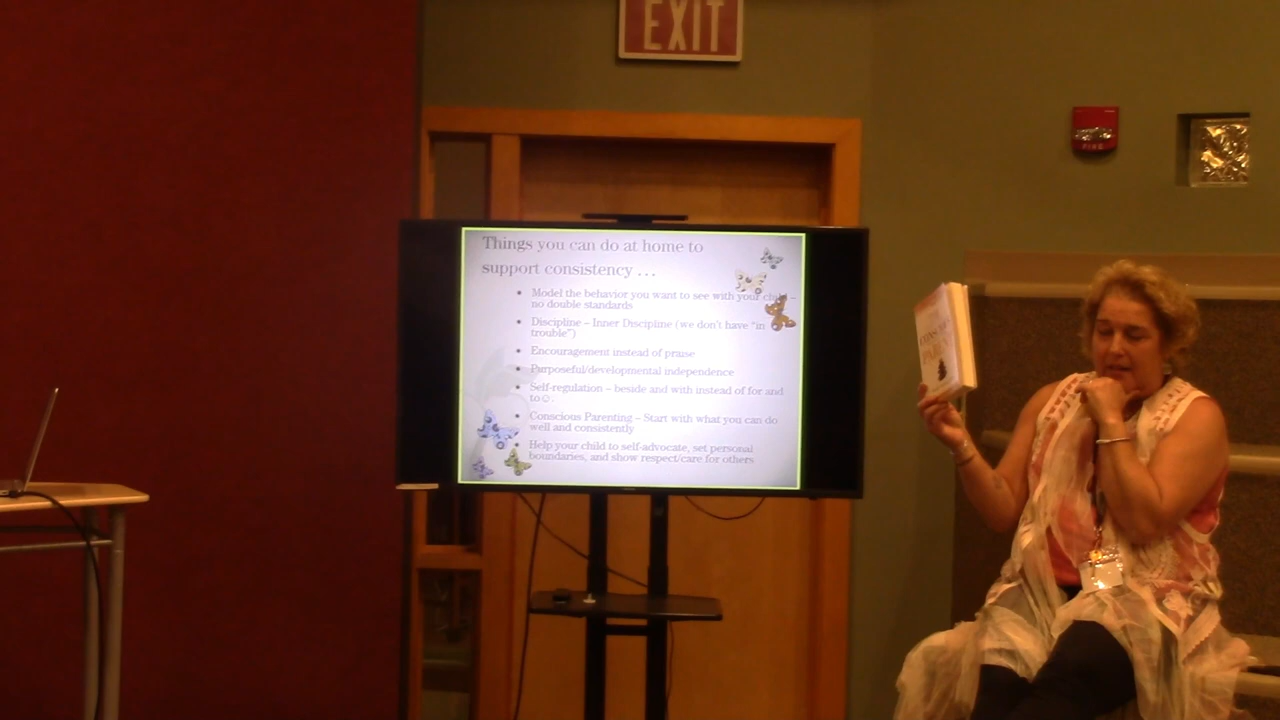 EXIT
FIRE
Things you can do at home to
support consistency ...
• Model the behavior you want to see with your child –
no double standards
• Discipline – Inner Discipline (we don't have "in
trouble")
• Encouragement instead of praise
• Purposeful/developmental independence
• Self-regulation – beside and with instead of for and
to☺.
• Conscious Parenting – Start with what you can do
well and consistently
• Help your child to self-advocate, set personal
boundaries, and show respect/care for others
CONSCIOUS
PARENT